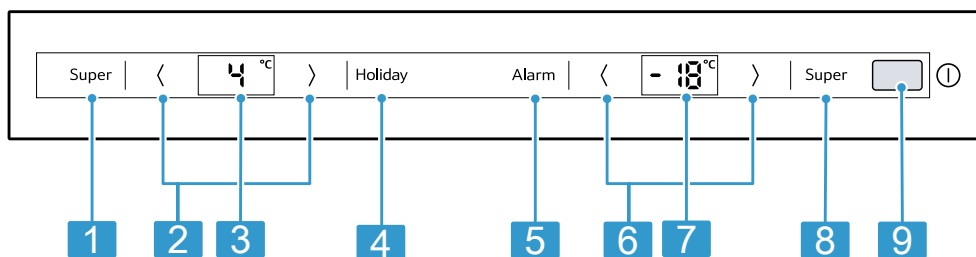 Super 〈 4 °C 〉 Holiday Alarm 〈 -18 °C 〉 Super
1 2 3 4 5 6 7 8 9